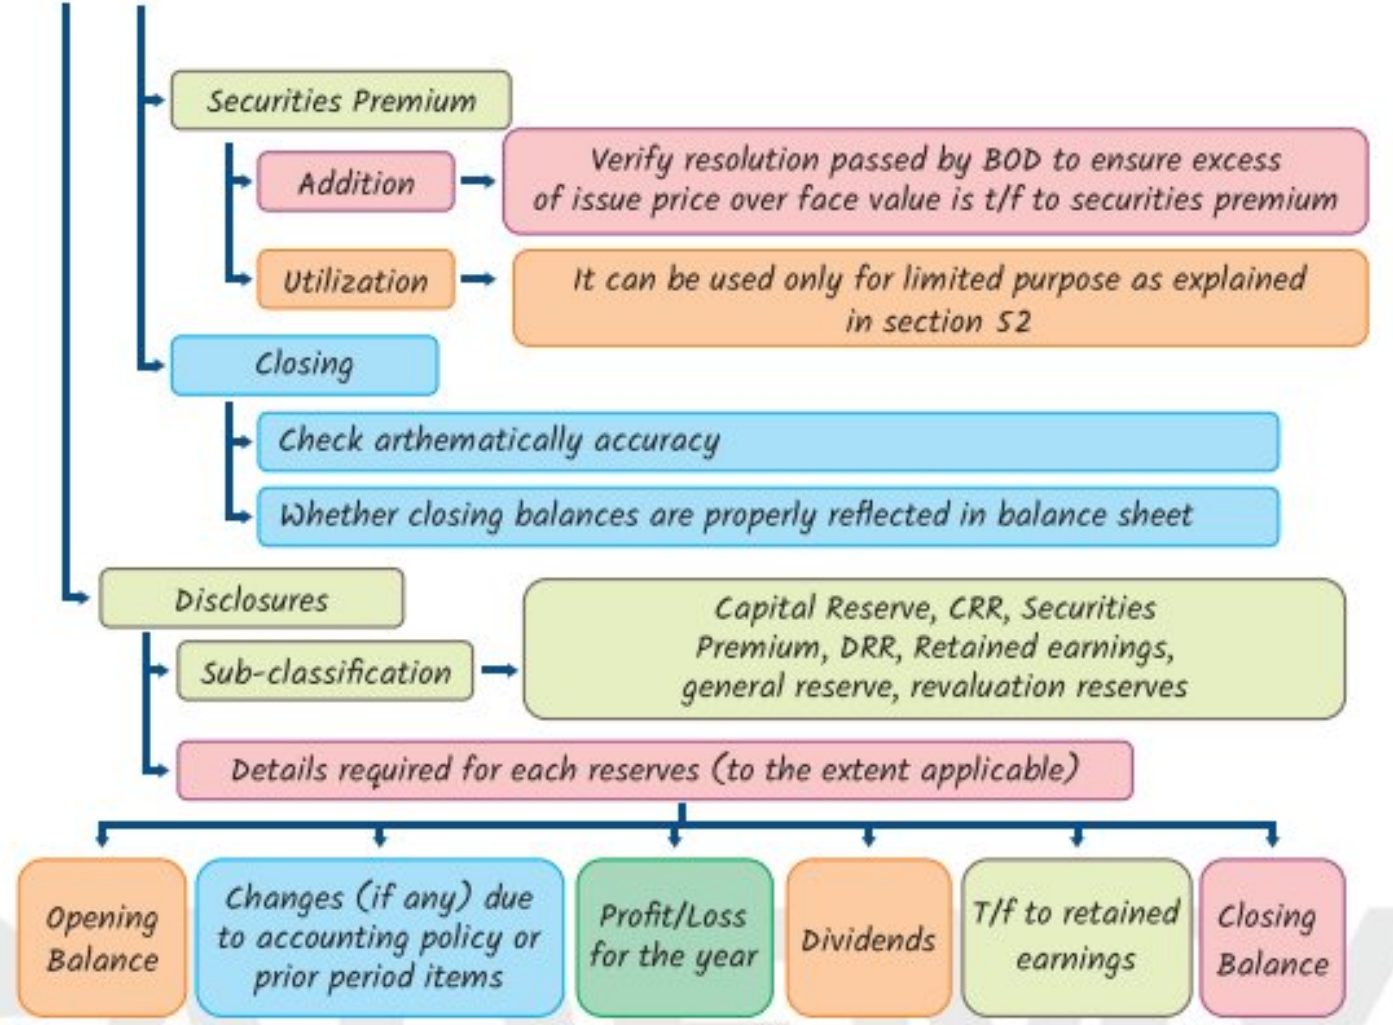 Securities Premium
Addition
Verify resolution passed by BOD to ensure excess
of issue price over face value is t/f to securities premium
Utilization
It can be used only for limited purpose as explained
in section 52
Closing
Check arthematically accuracy
Whether closing balances are properly reflected in balance sheet
Disclosures
Sub-classification
Capital Reserve, CRR, Securities
Premium, DRR, Retained earnings,
general reserve, revaluation reserves
Details required for each reserves (to the extent applicable)
Opening
Balance
Changes (if any) due
to accounting policy or
prior period items
Profit/Loss
for the year
Dividends
T/f to retained
earnings
Closing
Balance